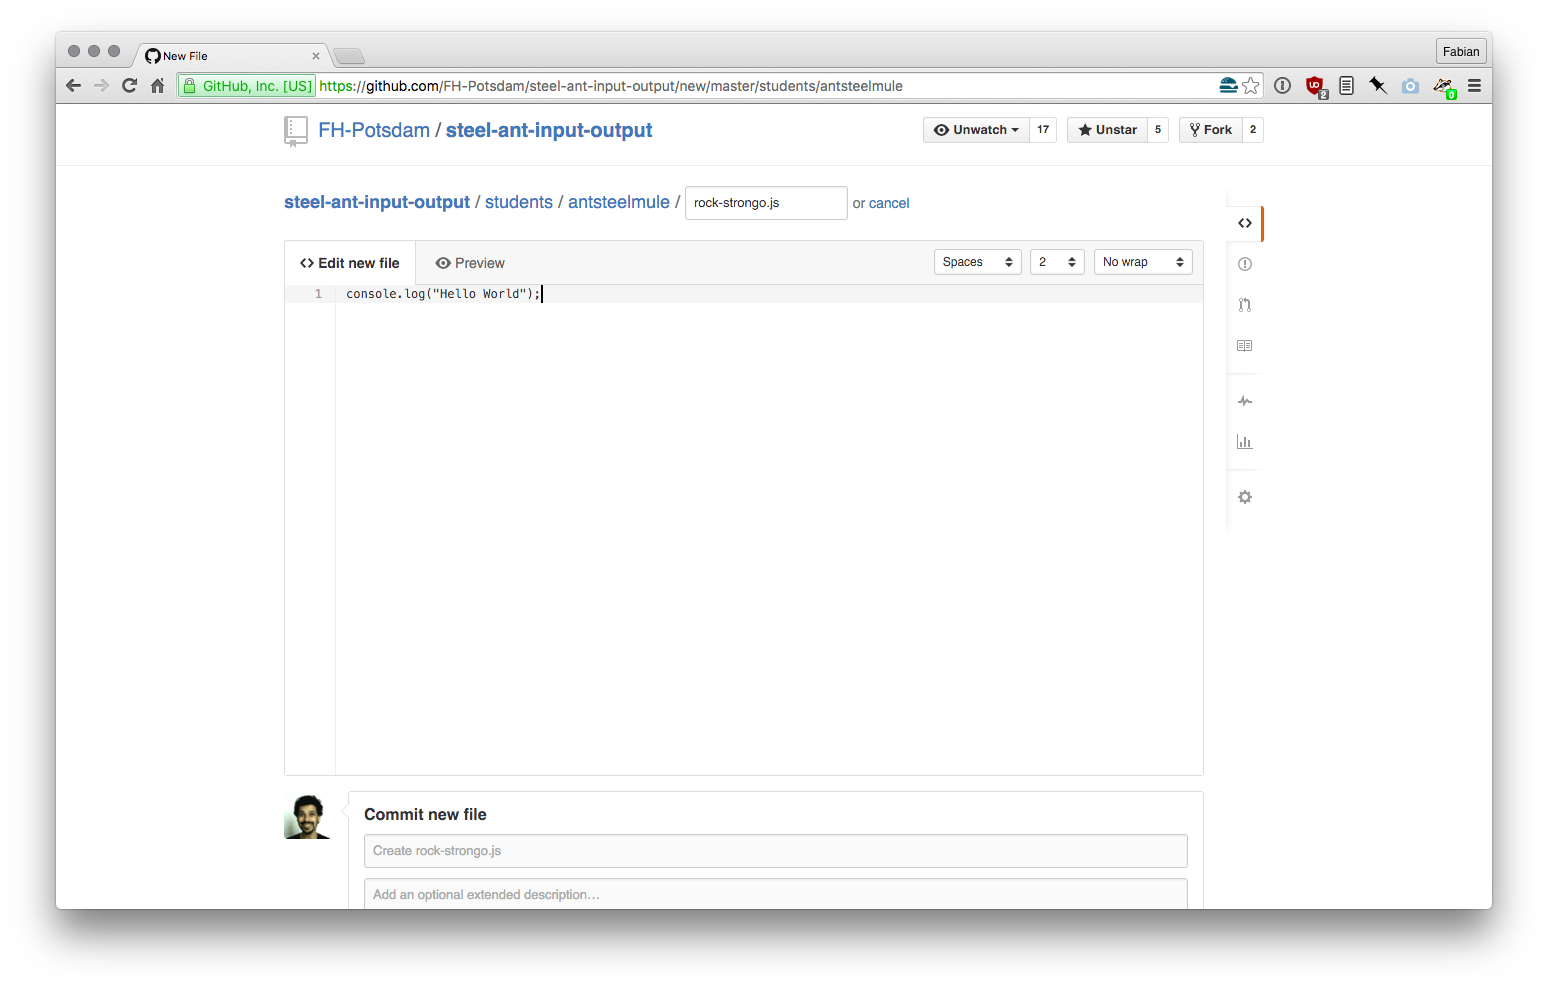 New File
Fabian
GitHub, Inc. [US] https://github.com/FH-Potsdam/steel-ant-input-output/new/master/students/antsteelmule
2
0
FH-Potsdam / steel-ant-input-output
Unwatch 17 Unstar 5 Fork 2
steel-ant-input-output / students / antsteelmule / rock-strongo.js or cancel
Edit new file Preview Spaces 2 No wrap
1 console.log("Hello World");
Commit new file
Create rock-strongo.js
Add an optional extended description…